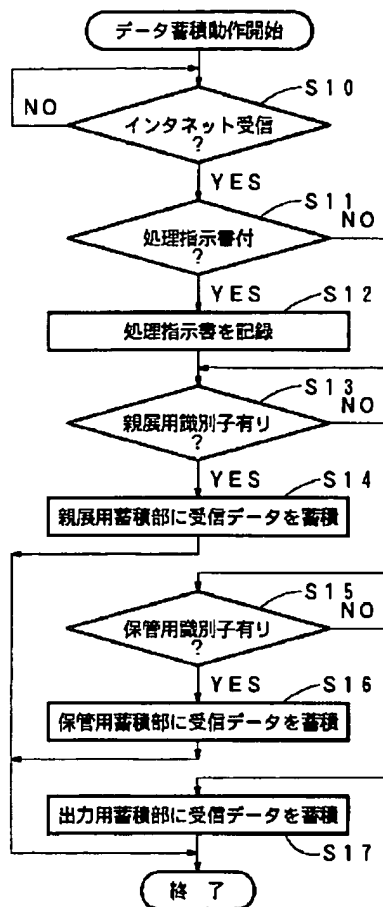 データ蓄積動作開始
S10
NO
インタネット受信
?
YES
S11
NO
処理指示書付
?
YES
S12
処理指示書を記録
S13
NO
親展用識別子有り
?
YES
S14
親展用蓄積部に受信データを蓄積
S15
NO
保管用識別子有り
?
YES
S16
保管用蓄積部に受信データを蓄積
出力用蓄積部に受信データを蓄積
S17
終了